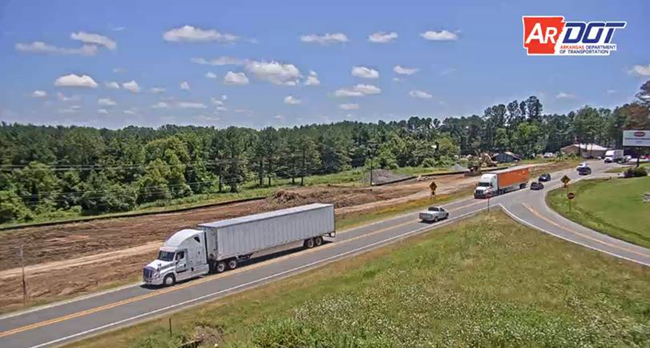 ARDOT
ARKANSAS DEPARTMENT
OF TRANSPORTATION